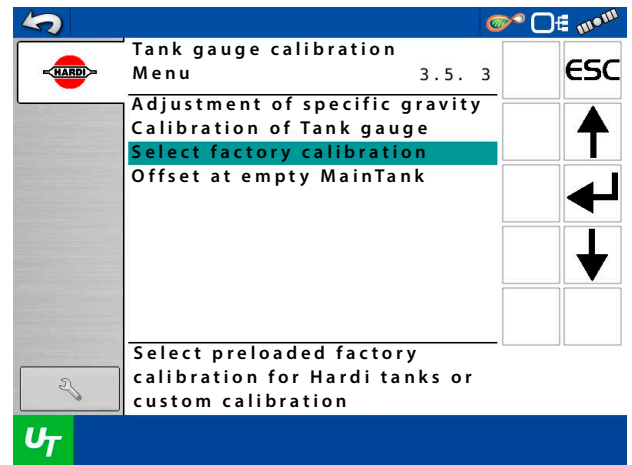 Tank gauge calibration
Menu 3.5. 3
ESC
HARDI
Adjustment of specific gravity
Calibration of Tank gauge
Select factory calibration
Offset at empty MainTank
Select preloaded factory
calibration for Hardi tanks or
custom calibration
UT